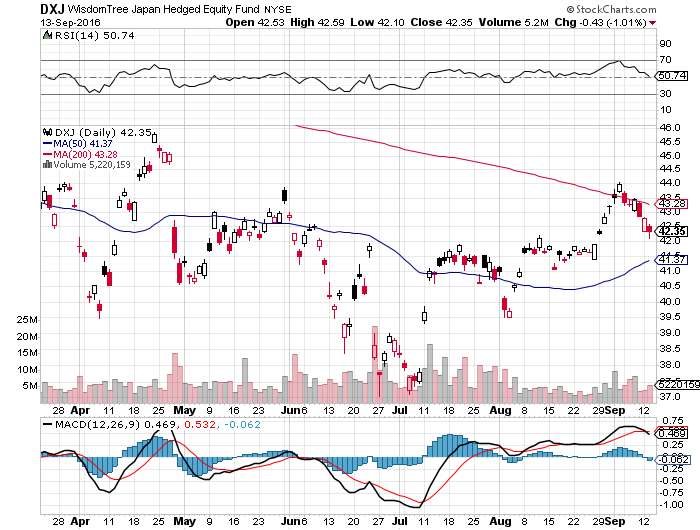 DXJ WisdomTree Japan Hedged Equity Fund NYSE © StockCharts.com
13-Sep-2016 Open 42.53 High 42.59 Low 42.10 Close 42.35 Volume 5.2M Chg -0.43 (-1.01%)
RSI(14) 50.74
90
70
50.74
30
10
DXJ (Daily) 42.35
MA(50) 41.37
MA(200) 43.28
Volume 5,220,159
46.0
45.5
45.0
44.5
44.0
43.5
43.28
42.5
42.35
42.0
41.37
41.0
40.5
40.0
39.5
39.0
38.5
38.0
37.5
37.0
25M
20M
15M
10M
5M
5220159
28 Apr 11 18 25 May 9 16 23 Jun 6 13 20 27 Jul 11 18 25 Aug 8 15 22 29 Sep 12
MACD(12,26,9) 0.469, 0.532, -0.062
0.75
0.469
-0.062
-0.25
-0.50
-0.75
-1.00
28 Apr 11 18 25 May 9 16 23 Jun 6 13 20 27 Jul 11 18 25 Aug 8 15 22 29 Sep 12